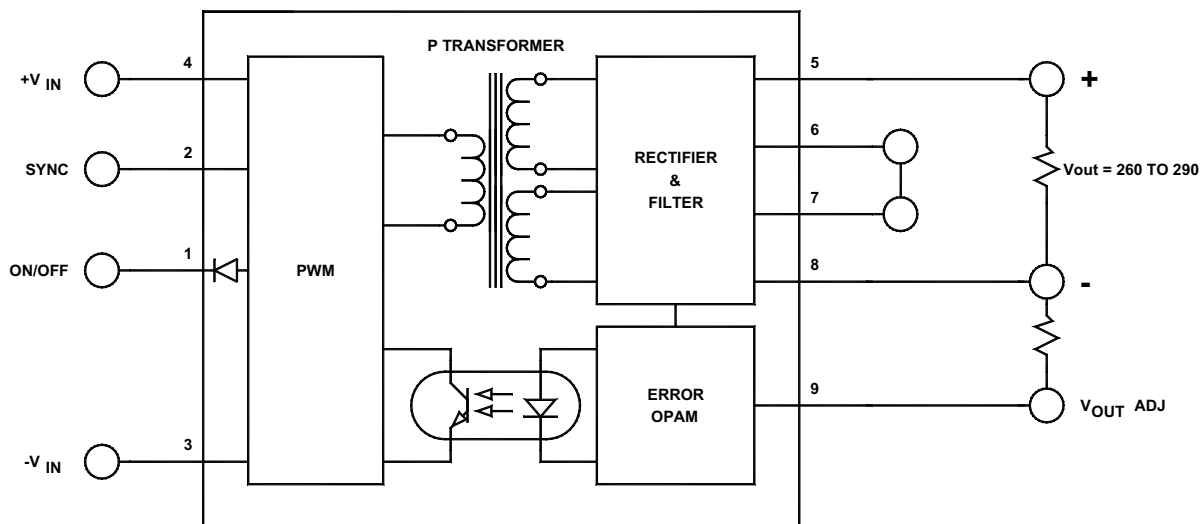 P TRANSFORMER
+V IN
4
SYNC
2
ON/OFF
1
-V IN
3
PWM
RECTIFIER
&
FILTER
ERROR
OPAM
5
+
6
Vout = 260 TO 290
7
8
-
9
VOUT ADJ